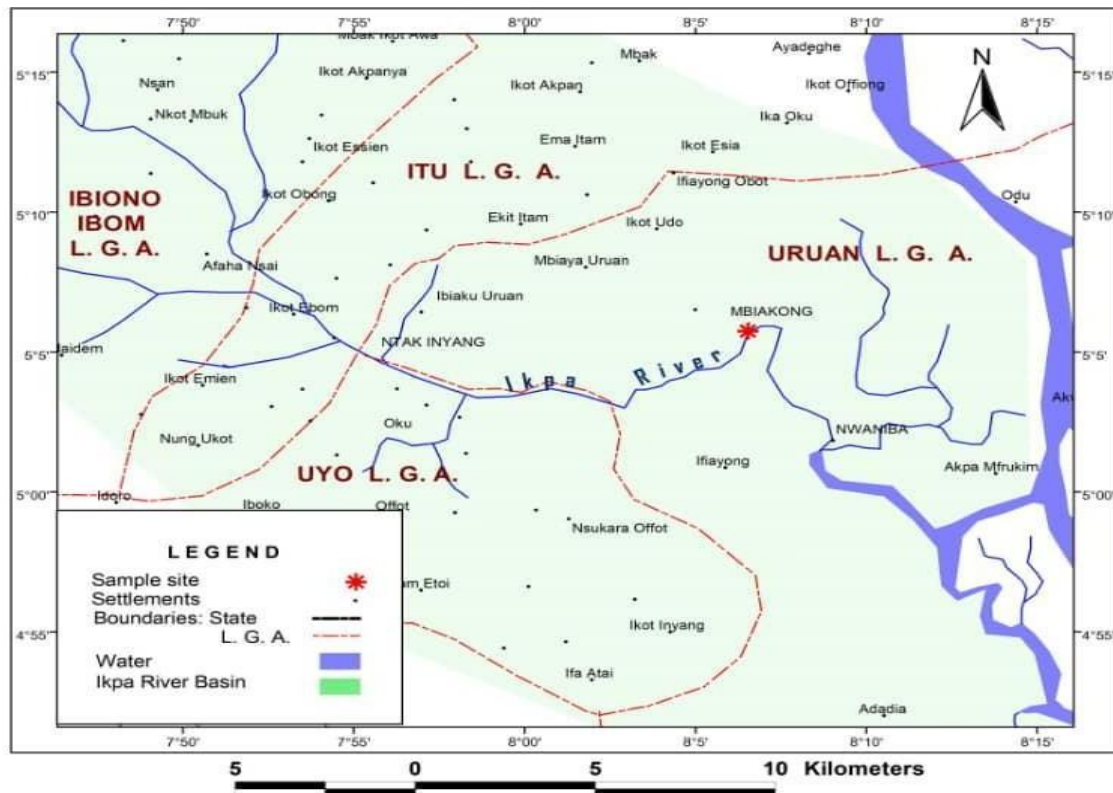 7°50' 7°55' 8°00' 8°5' 8°10' 8°15'
Mbak Ikot Awa
Mbak
Ayadeghe
N
5°15' 5°15'
Nsan
Ikot Akpanya
Ikot Akpan
Ikot Offiong
Nkot Mbuk
Ika Oku
Ikot Essien
Ema Itam
Ikot Esia
ITU L. G. A.
Ifiayong Obot
IBIONO
IBOM
L. G. A.
Ikot Obong
Odu
5°10' 5°10'
Ekit Itam
Ikot Udo
Afaha Nsai
Mbiaya Uruan
URUAN L. G. A.
Ibiaku Uruan
Ikot Ebom
MBIAKONG
NTAK INYANG
5°5' 5°5'
Ikpa River
Ikot Emien
Oku
Nung Ukot
NWANIBA
Ifiayong
Akpa Mfrukim
UYO L. G. A.
5°00' 5°00'
Idoro
Iboko
Offot
Nsukara Offot
LEGEND
Sample site
Settlements
Boundaries: State
L. G. A.
Water
Ikpa River Basin
Etoi
4°55' 4°55'
Ikot Inyang
Ifa Atai
Adadia
7°50' 7°55' 8°00' 8°5' 8°10' 8°15'
5 0 5 10 Kilometers